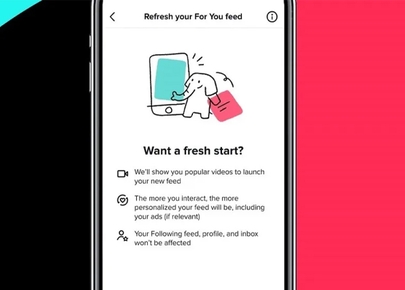 Refresh your For You feed
Want a fresh start?
We'll show you popular videos to launch
your new feed
The more you interact, the more
personalized your feed will be, including
your ads (if relevant)
Your Following feed, profile, and inbox
won't be affected